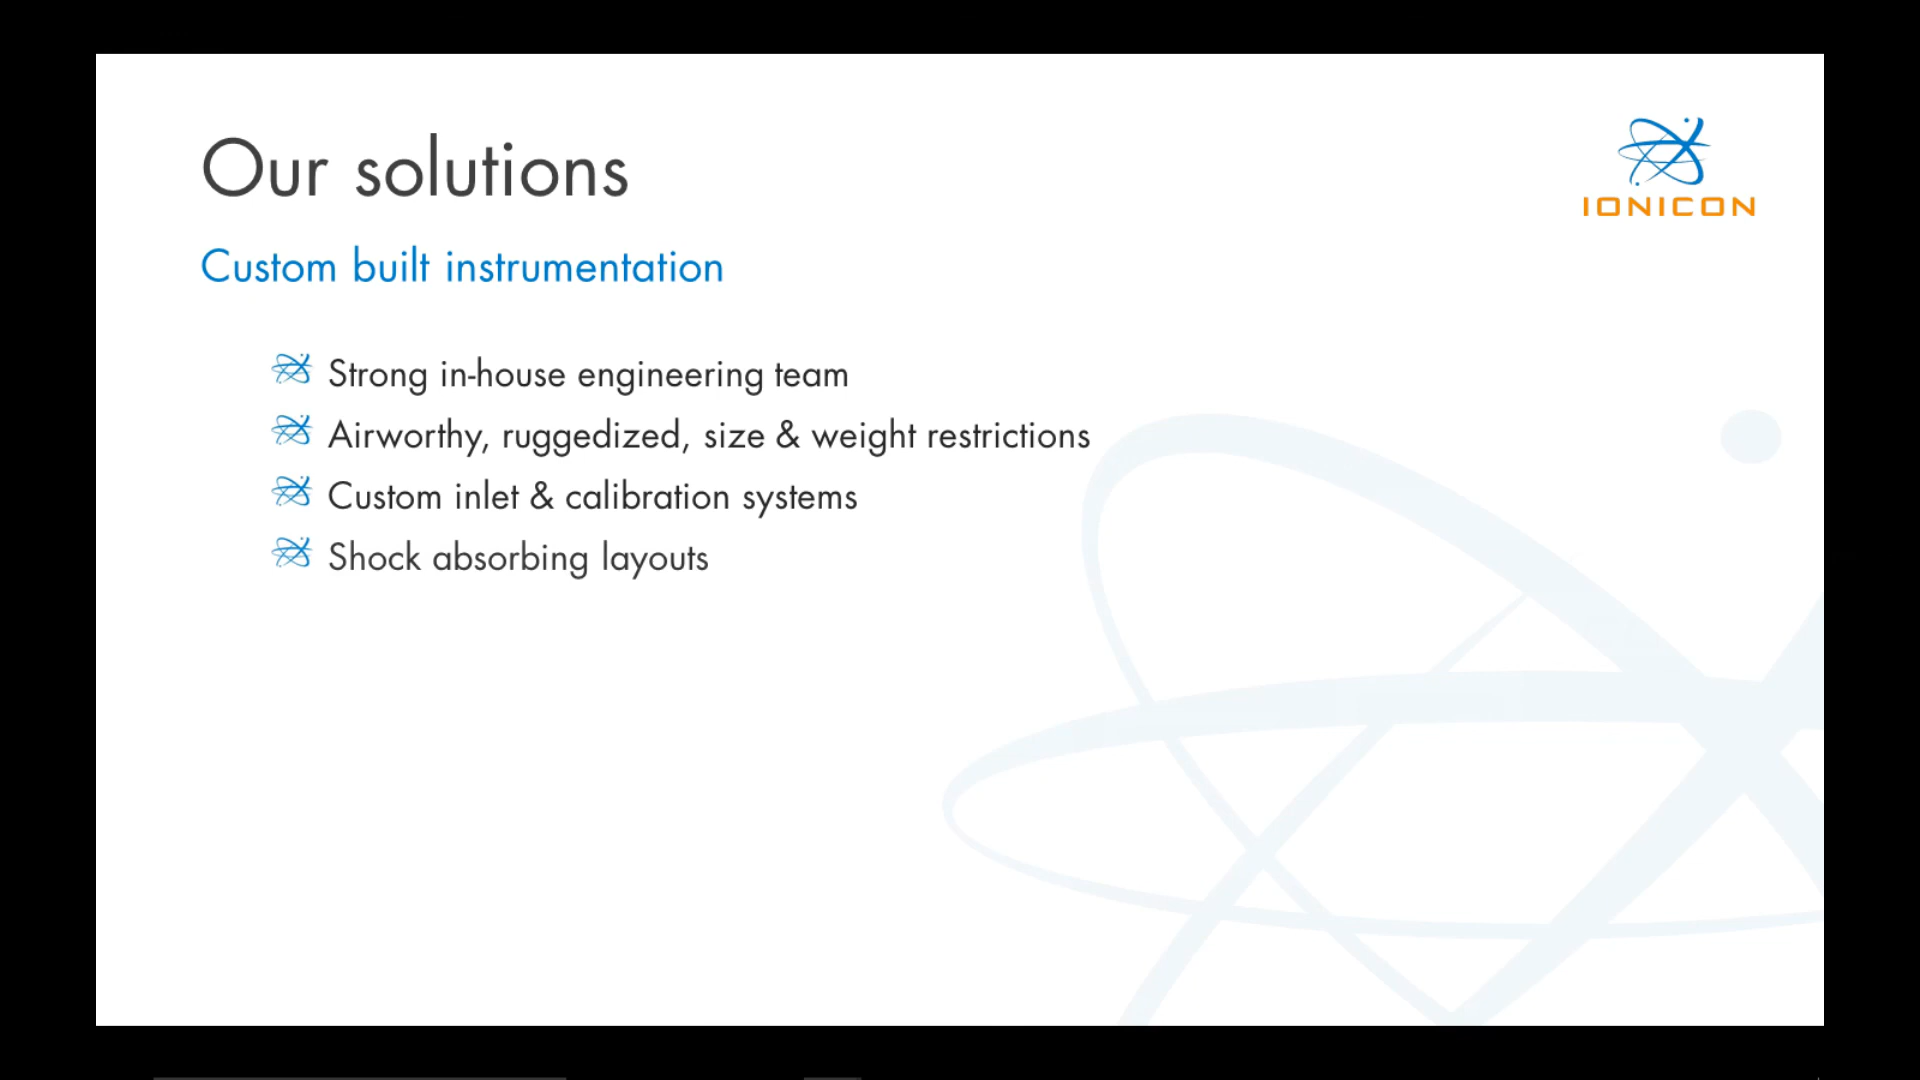 Our solutions
IONICON
Custom built instrumentation
Strong in-house engineering team
Airworthy, ruggedized, size & weight restrictions
Custom inlet & calibration systems
Shock absorbing layouts